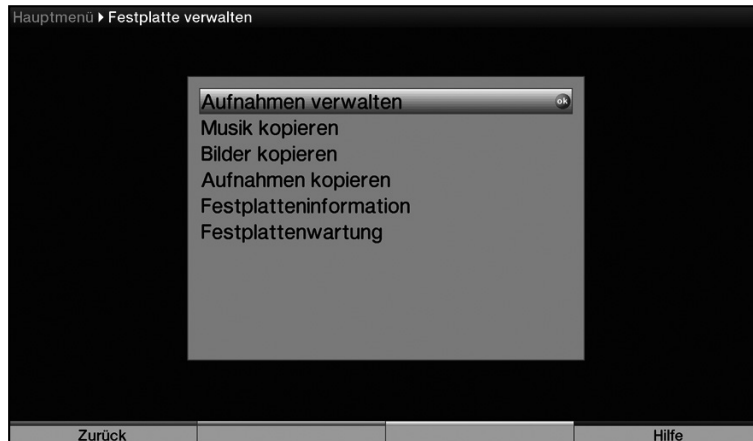 Hauptmenü ▸ Festplatte verwalten
Aufnahmen verwalten ok
Musik kopieren
Bilder kopieren
Aufnahmen kopieren
Festplatteninformation
Festplattenwartung
Zurück Hilfe